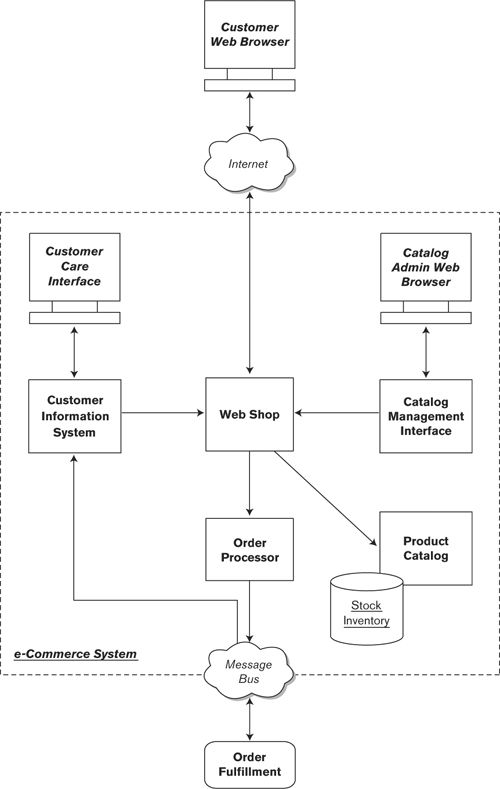 Customer
Web Browser
Internet
Customer
Care
Interface
Catalog
Admin Web
Browser
Customer
Information
System
Web Shop
Catalog
Management
Interface
Order
Processor
Product
Catalog
Stock
Inventory
e-Commerce System
Message
Bus
Order
Fulfillment